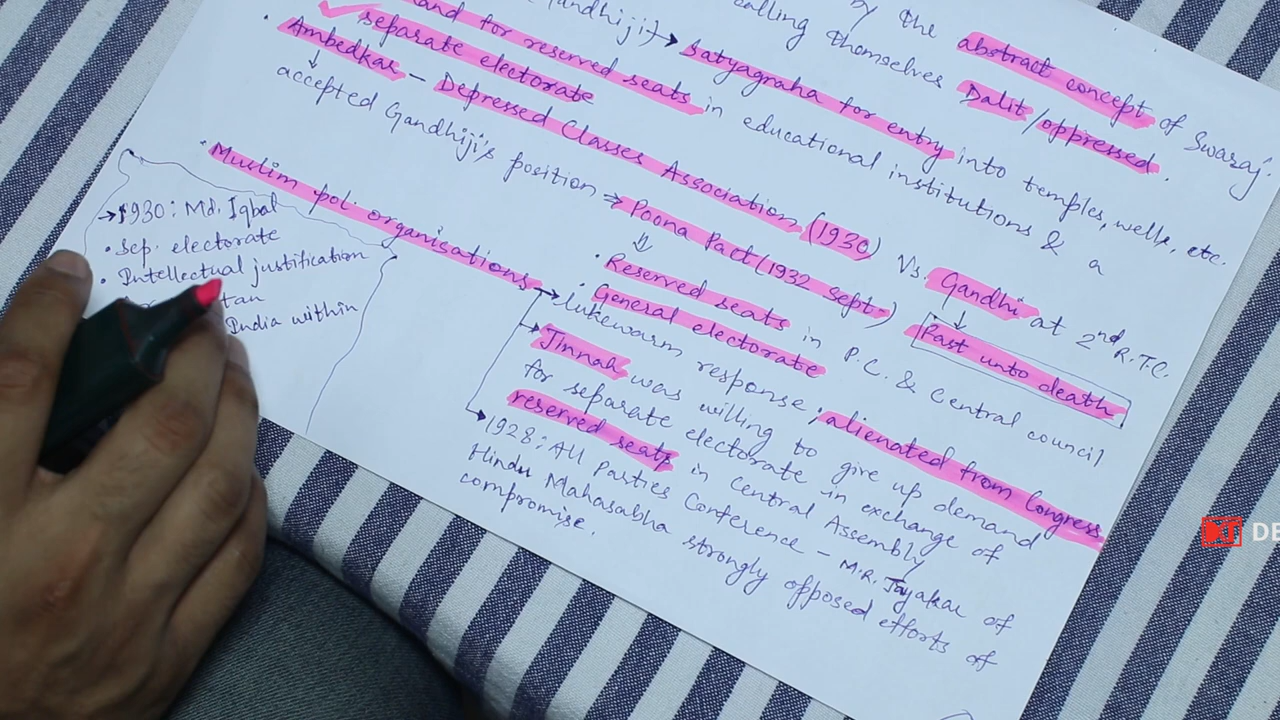 by the abstract concept of Swaraj.
calling themselves Dalit/oppressed.
(Gandhiji) → Satyagraha for entry into temples, wells, etc.
and for reserved seats in educational institutions & a
separate electorate
• Ambedkar – Depressed Classes Association (1930) Vs. Gandhi at 2nd R.T.C.
↓
Fast unto death
accepted Gandhiji's position ⇒ Poona Pact (1932 Sept.)
• Reserved seats in P.C. & Central council
• General electorate
• Muslim pol. organisations → lukewarm response, alienated from Congress
→ Jinnah was willing to give up demand
for separate electorate in exchange of
reserved seats in Central Assembly
→ 1928: All Parties Conference – M.R. Jayakar of
Hindu Mahasabha strongly opposed efforts of
compromise.
→ 1930: Md. Iqbal
• Sep. electorate
• Intellectual justification
tan
India within
DE